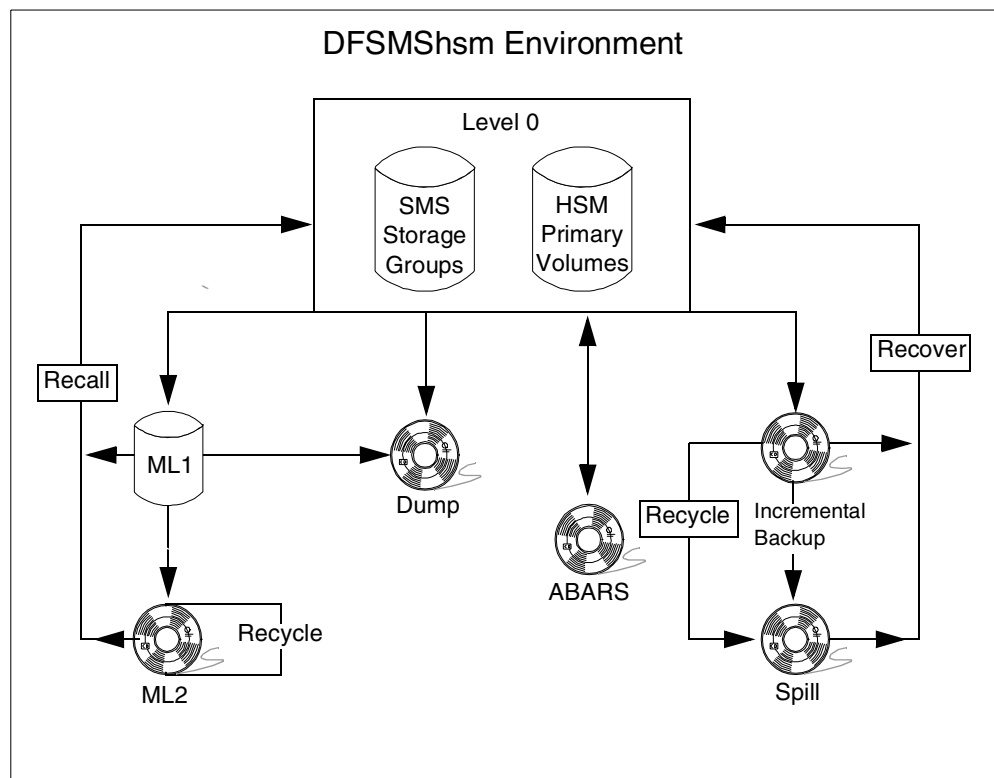 DFSMShsm Environment
Level 0
SMS
Storage
Groups
HSM
Primary
Volumes
Recall
Recover
ML1
Dump
Recycle
Incremental
Backup
ABARS
Recycle
ML2
Spill